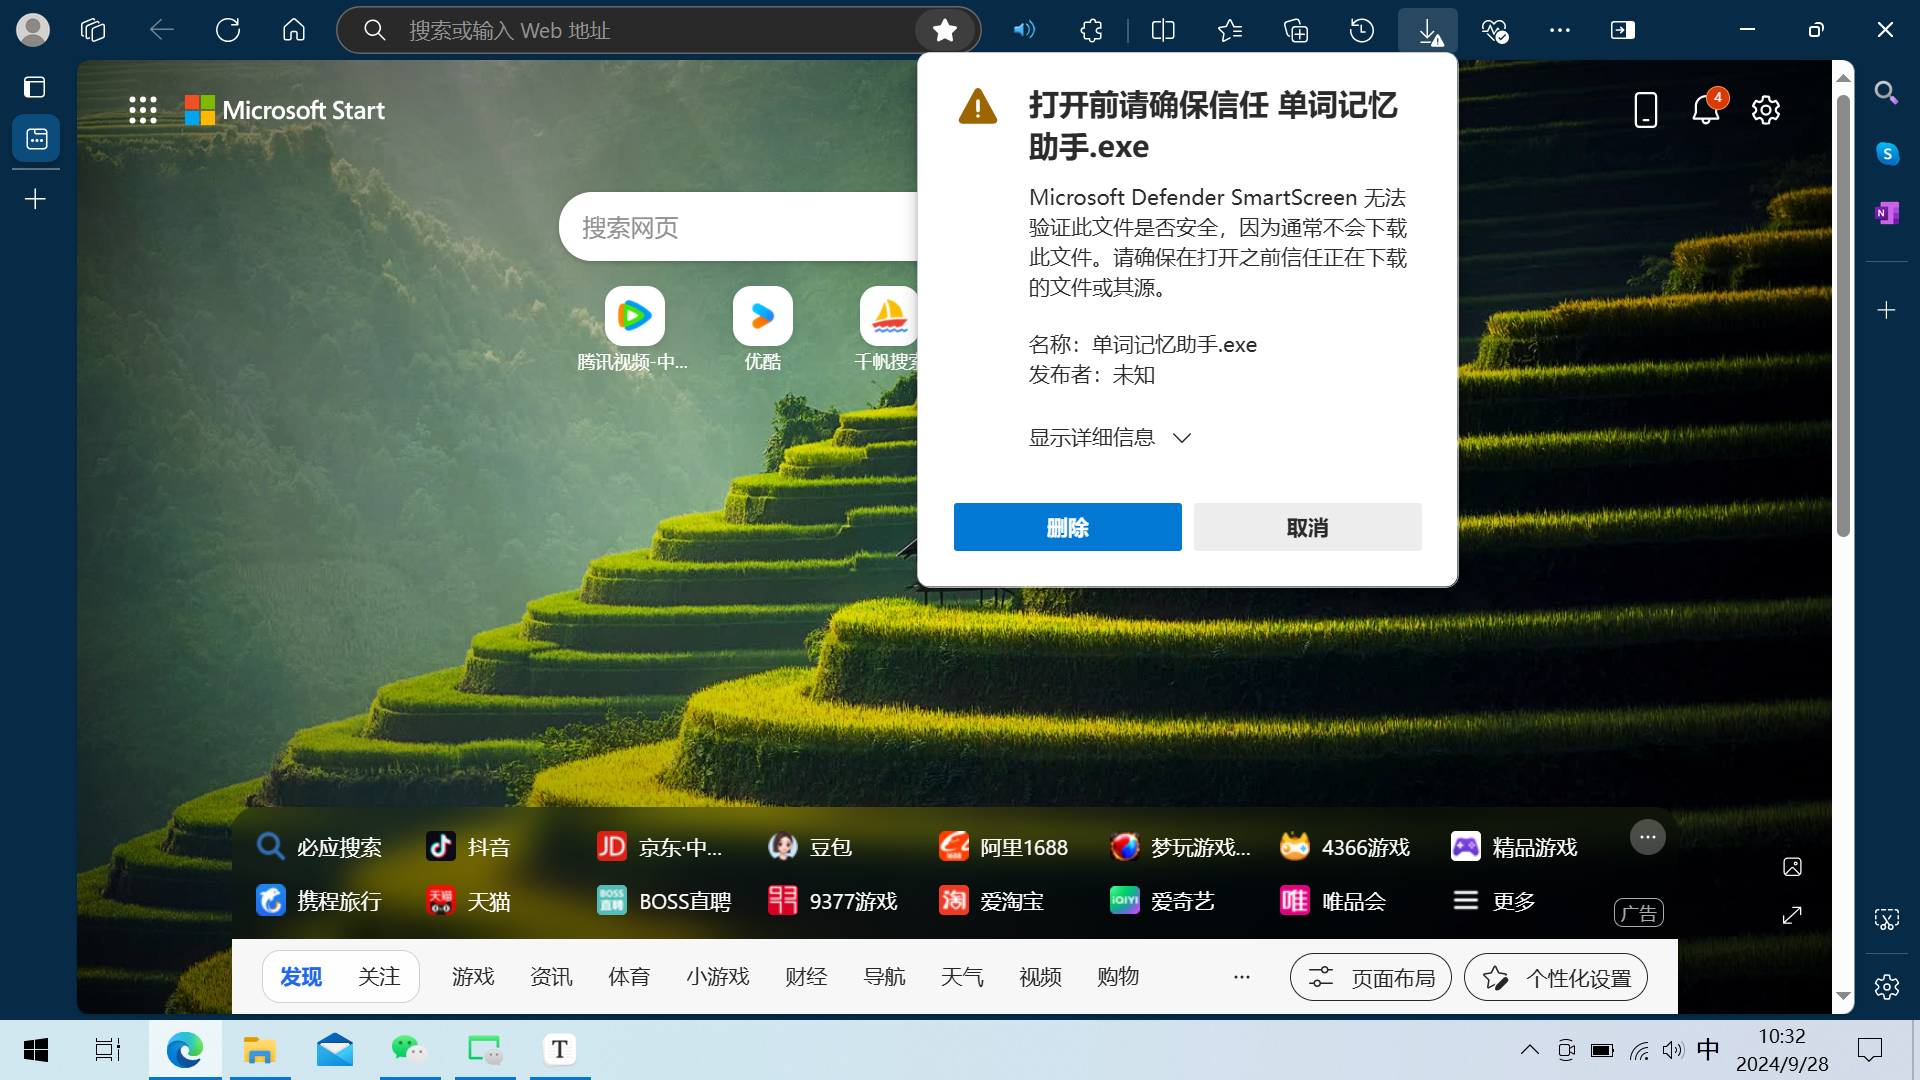 搜索或输入 Web 地址
Microsoft Start
4
搜索网页
腾讯视频-中...
优酷
千帆搜索
打开前请确保信任 单词记忆
助手.exe
Microsoft Defender SmartScreen 无法
验证此文件是否安全，因为通常不会下载
此文件。请确保在打开之前信任正在下载
的文件或其源。
名称：单词记忆助手.exe
发布者：未知
显示详细信息
删除
取消
必应搜索
抖音
京东·中...
豆包
阿里1688
梦玩游戏...
4366游戏
精品游戏
携程旅行
天猫
BOSS直聘
9377游戏
爱淘宝
爱奇艺
唯品会
更多
广告
发现
关注
游戏
资讯
体育
小游戏
财经
导航
天气
视频
购物
页面布局
个性化设置
中
10:32
2024/9/28